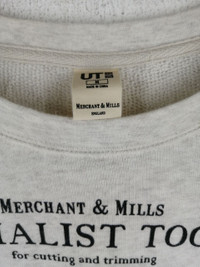 UT
MERCHANT & MILLS
ENGLAND
MERCHANT & MILLS
IALIST TOO
for cutting and trimming